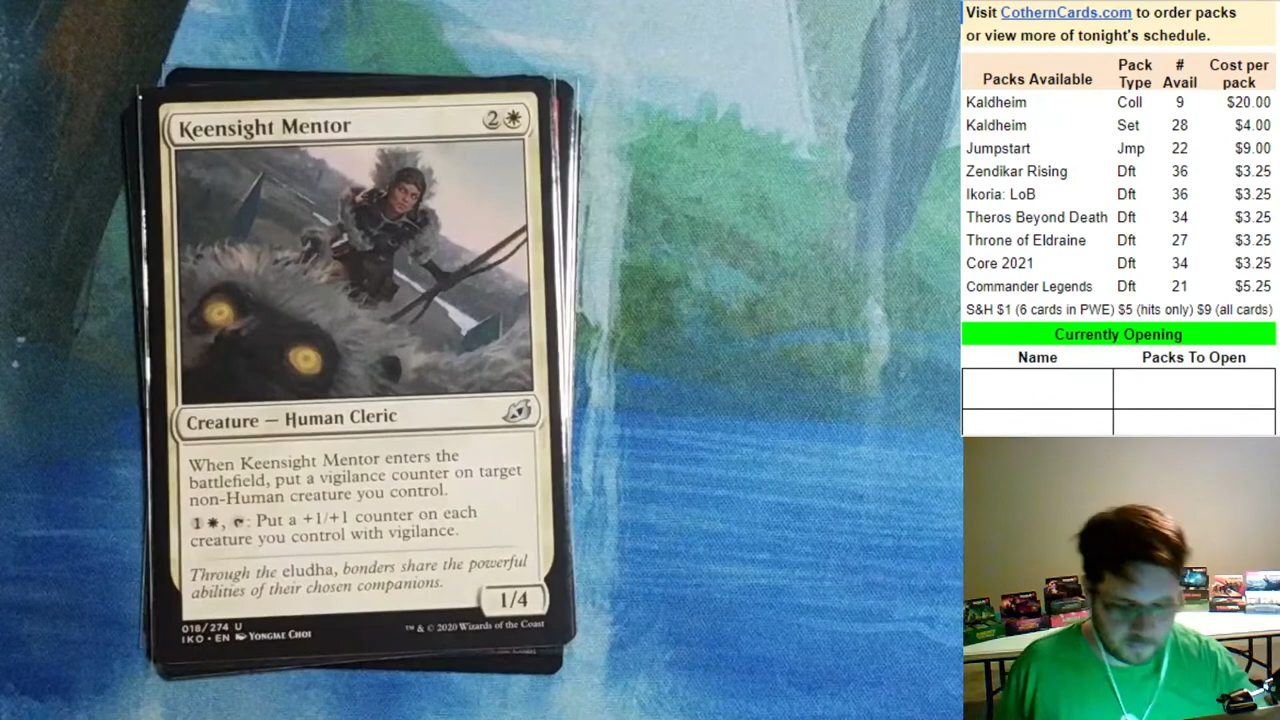 Keensight Mentor 2
Creature — Human Cleric
When Keensight Mentor enters the
battlefield, put a vigilance counter on target
non-Human creature you control.
1 , : Put a +1/+1 counter on each
creature you control with vigilance.
Through the eludha, bonders share the powerful
abilities of their chosen companions.
1/4
018/274 U
IKO • EN YONGJAE CHOI
™ & © 2020 Wizards of the Coast
Visit CothernCards.com to order packs
or view more of tonight's schedule.
Packs Available Pack Type # Avail Cost per pack
Kaldheim Coll 9 $20.00
Kaldheim Set 28 $4.00
Jumpstart Jmp 22 $9.00
Zendikar Rising Dft 36 $3.25
Ikoria: LoB Dft 36 $3.25
Theros Beyond Death Dft 34 $3.25
Throne of Eldraine Dft 27 $3.25
Core 2021 Dft 34 $3.25
Commander Legends Dft 21 $5.25
S&H $1 (6 cards in PWE) $5 (hits only) $9 (all cards)
Currently Opening
Name Packs To Open